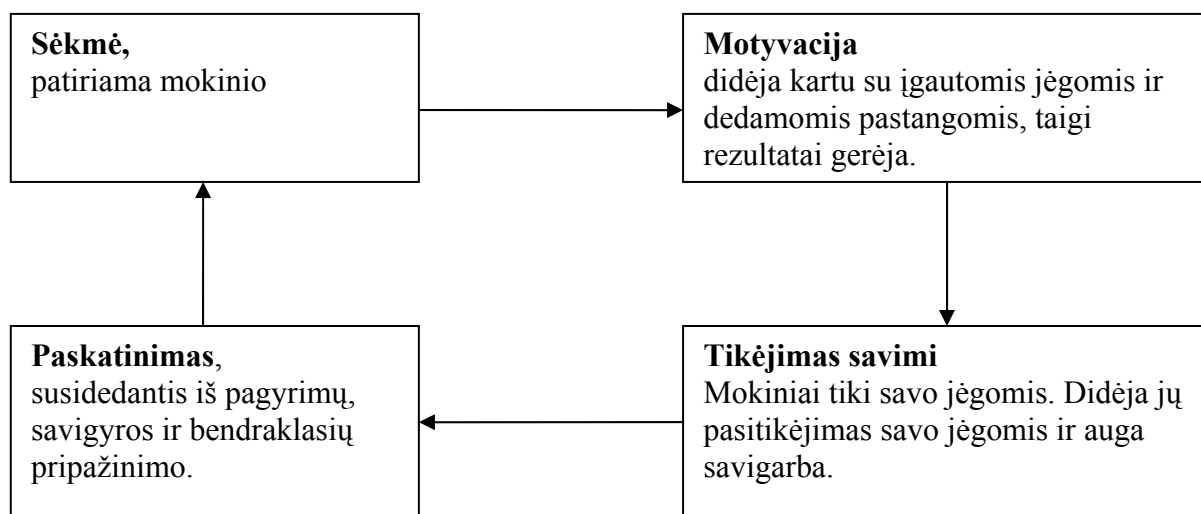 Sėkmė,
patiriama mokinio
Motyvacija
didėja kartu su įgautomis jėgomis ir
dedamomis pastangomis, taigi
rezultatai gerėja.
Paskatinimas,
susidedantis iš pagyrimų,
savigyros ir bendraklasių
pripažinimo.
Tikėjimas savimi
Mokiniai tiki savo jėgomis. Didėja jų
pasitikėjimas savo jėgomis ir auga
savigarba.